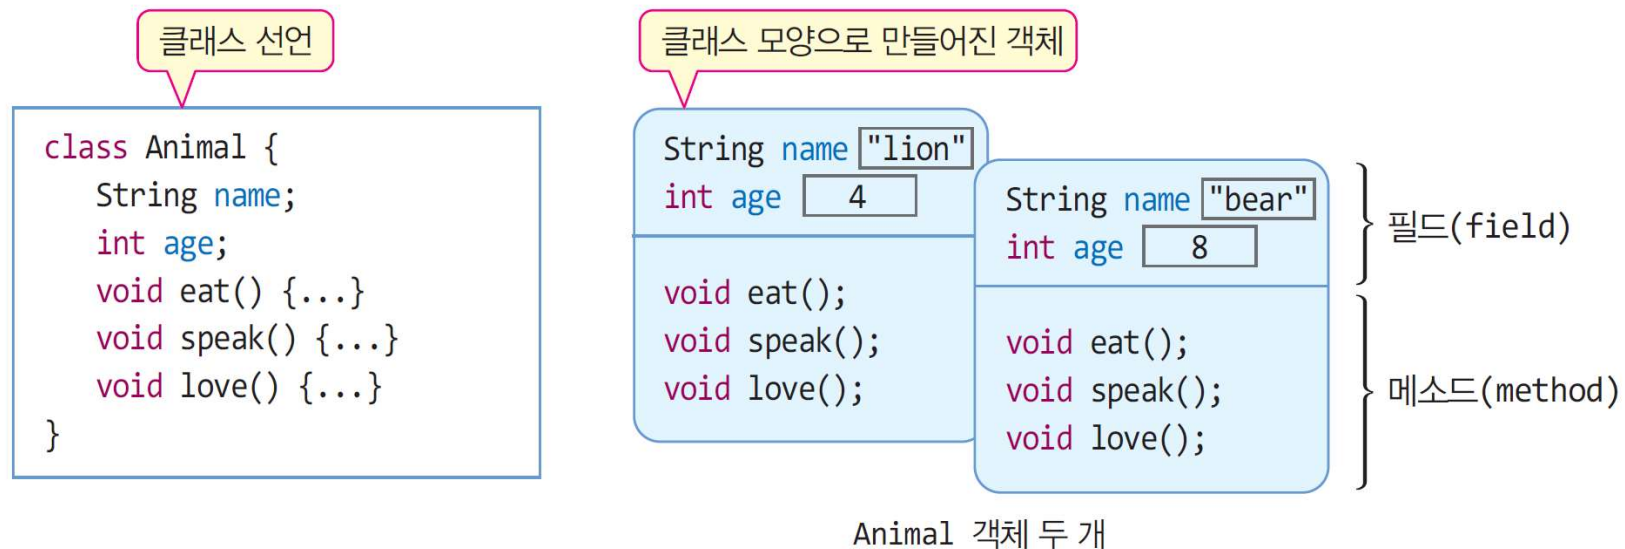 클래스 선언
class Animal {
String name;
int age;
void eat() {...}
void speak() {...}
void love() {...}
}
클래스 모양으로 만들어진 객체
String name "lion"
int age 4
void eat();
void speak();
void love();
String name "bear"
int age 8
void eat();
void speak();
void love();
필드(field)
메소드(method)
Animal 객체 두 개